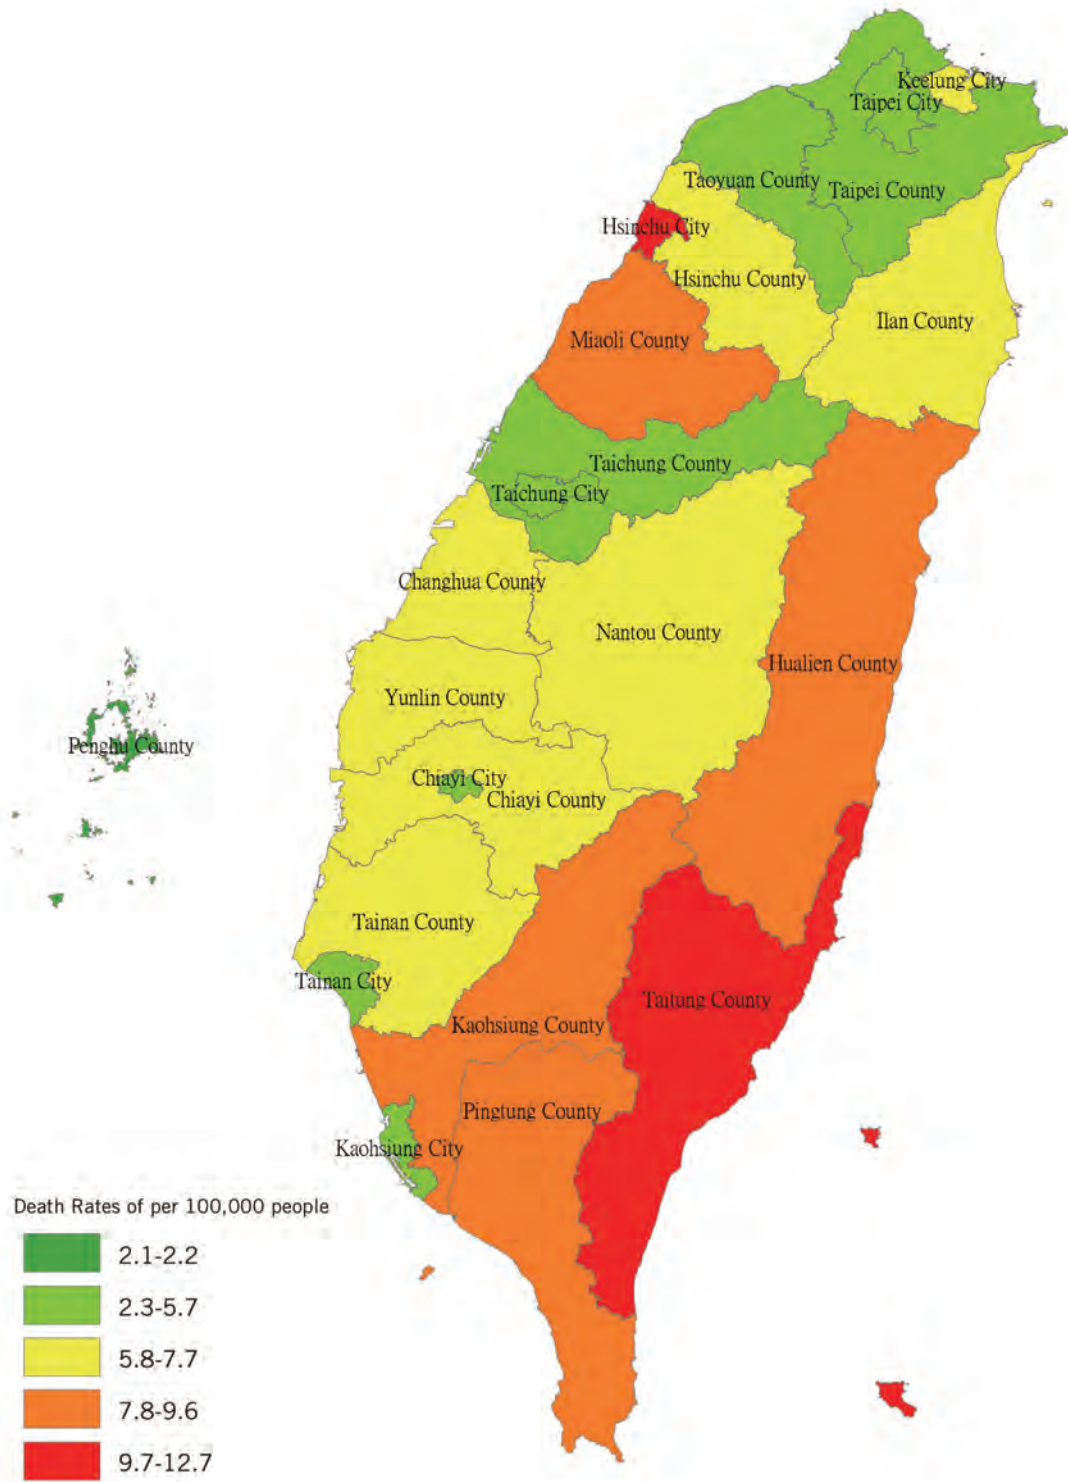 Keelung City
Taipei City
Taoyuan County
Taipei County
Hsinchu City
Hsinchu County
Ilan County
Miaoli County
Taichung County
Taichung City
Changhua County
Nantou County
Hualien County
Yunlin County
Penghu County
Chiayi City
Chiayi County
Tainan County
Tainan City
Taitung County
Kaohsiung County
Pingtung County
Kaohsiung City
Death Rates of per 100,000 people
2.1-2.2
2.3-5.7
5.8-7.7
7.8-9.6
9.7-12.7